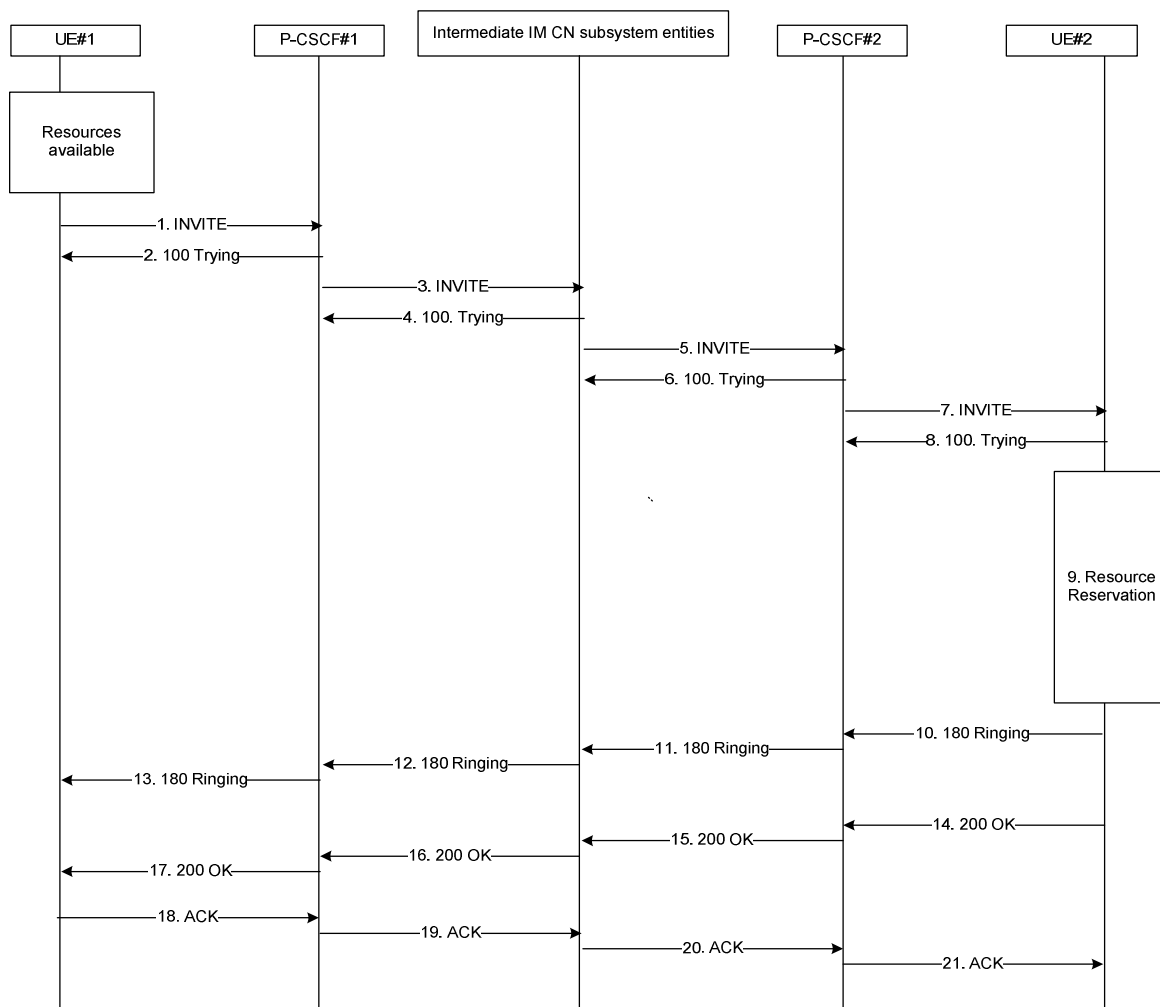 UE#1
P-CSCF#1
Intermediate IM CN subsystem entities
P-CSCF#2
UE#2
Resources
available
1. INVITE
2. 100 Trying
3. INVITE
4. 100. Trying
5. INVITE
6. 100. Trying
7. INVITE
8. 100. Trying
9. Resource
Reservation
10. 180 Ringing
11. 180 Ringing
12. 180 Ringing
13. 180 Ringing
14. 200 OK
15. 200 OK
16. 200 OK
17. 200 OK
18. ACK
19. ACK
20. ACK
21. ACK